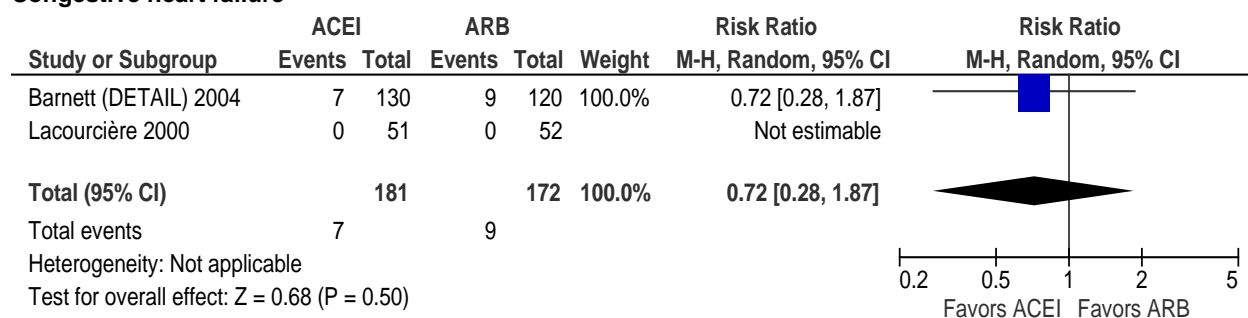 Congestive heart failure
ACEI ARB Risk Ratio Risk Ratio
Study or Subgroup Events Total Events Total Weight M-H, Random, 95% CI M-H, Random, 95% CI
Barnett (DETAIL) 2004 7 130 9 120 100.0% 0.72 [0.28, 1.87]
Lacourcière 2000 0 51 0 52 Not estimable
Total (95% CI) 181 172 100.0% 0.72 [0.28, 1.87]
Total events 7 9
Heterogeneity: Not applicable
Test for overall effect: Z = 0.68 (P = 0.50)
0.2 0.5 1 2 5
Favors ACEI Favors ARB